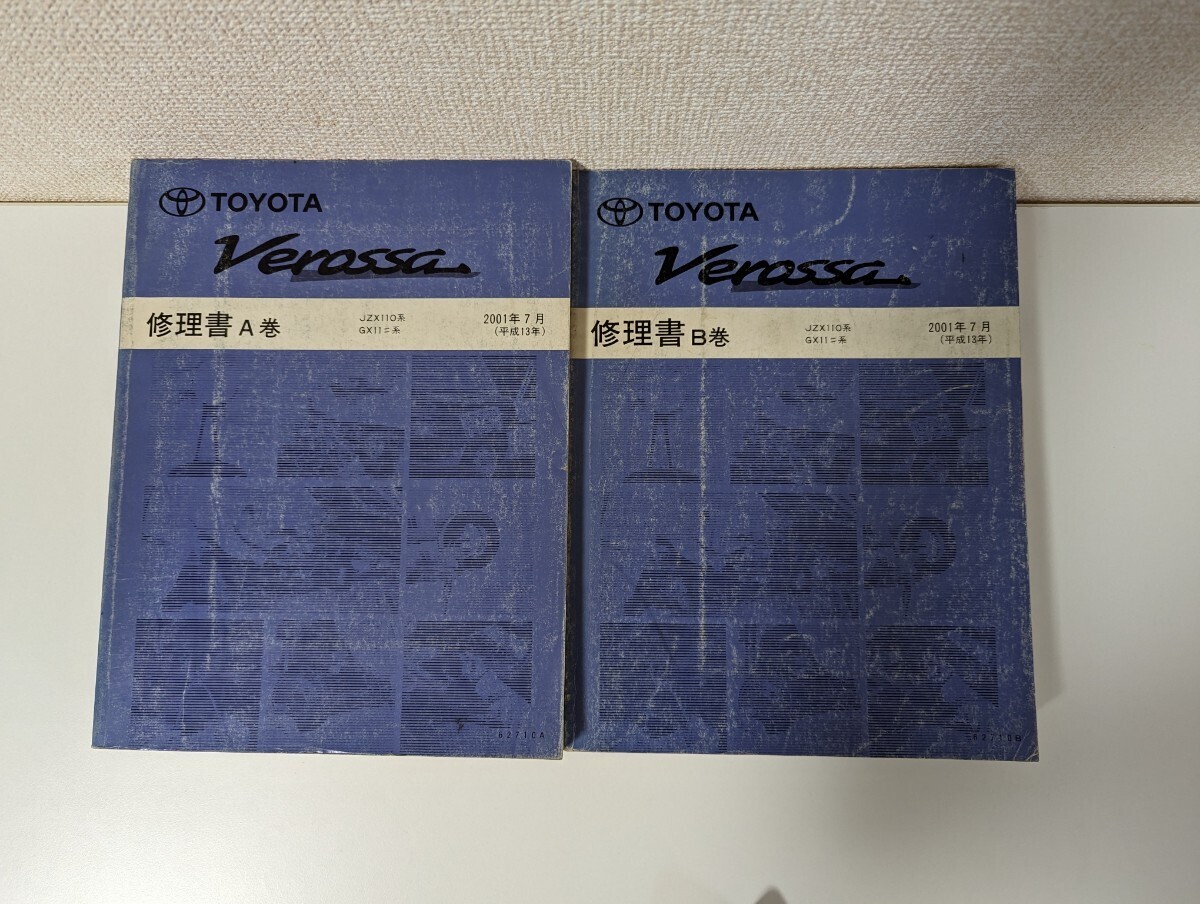 TOYOTA
Verossa
修理書 A巻
JZX110系
GX11＝系
2001年7月
(平成13年)
62710A
TOYOTA
Verossa
修理書 B巻
JZX110系
GX11＝系
2001年7月
(平成13年)
62710B